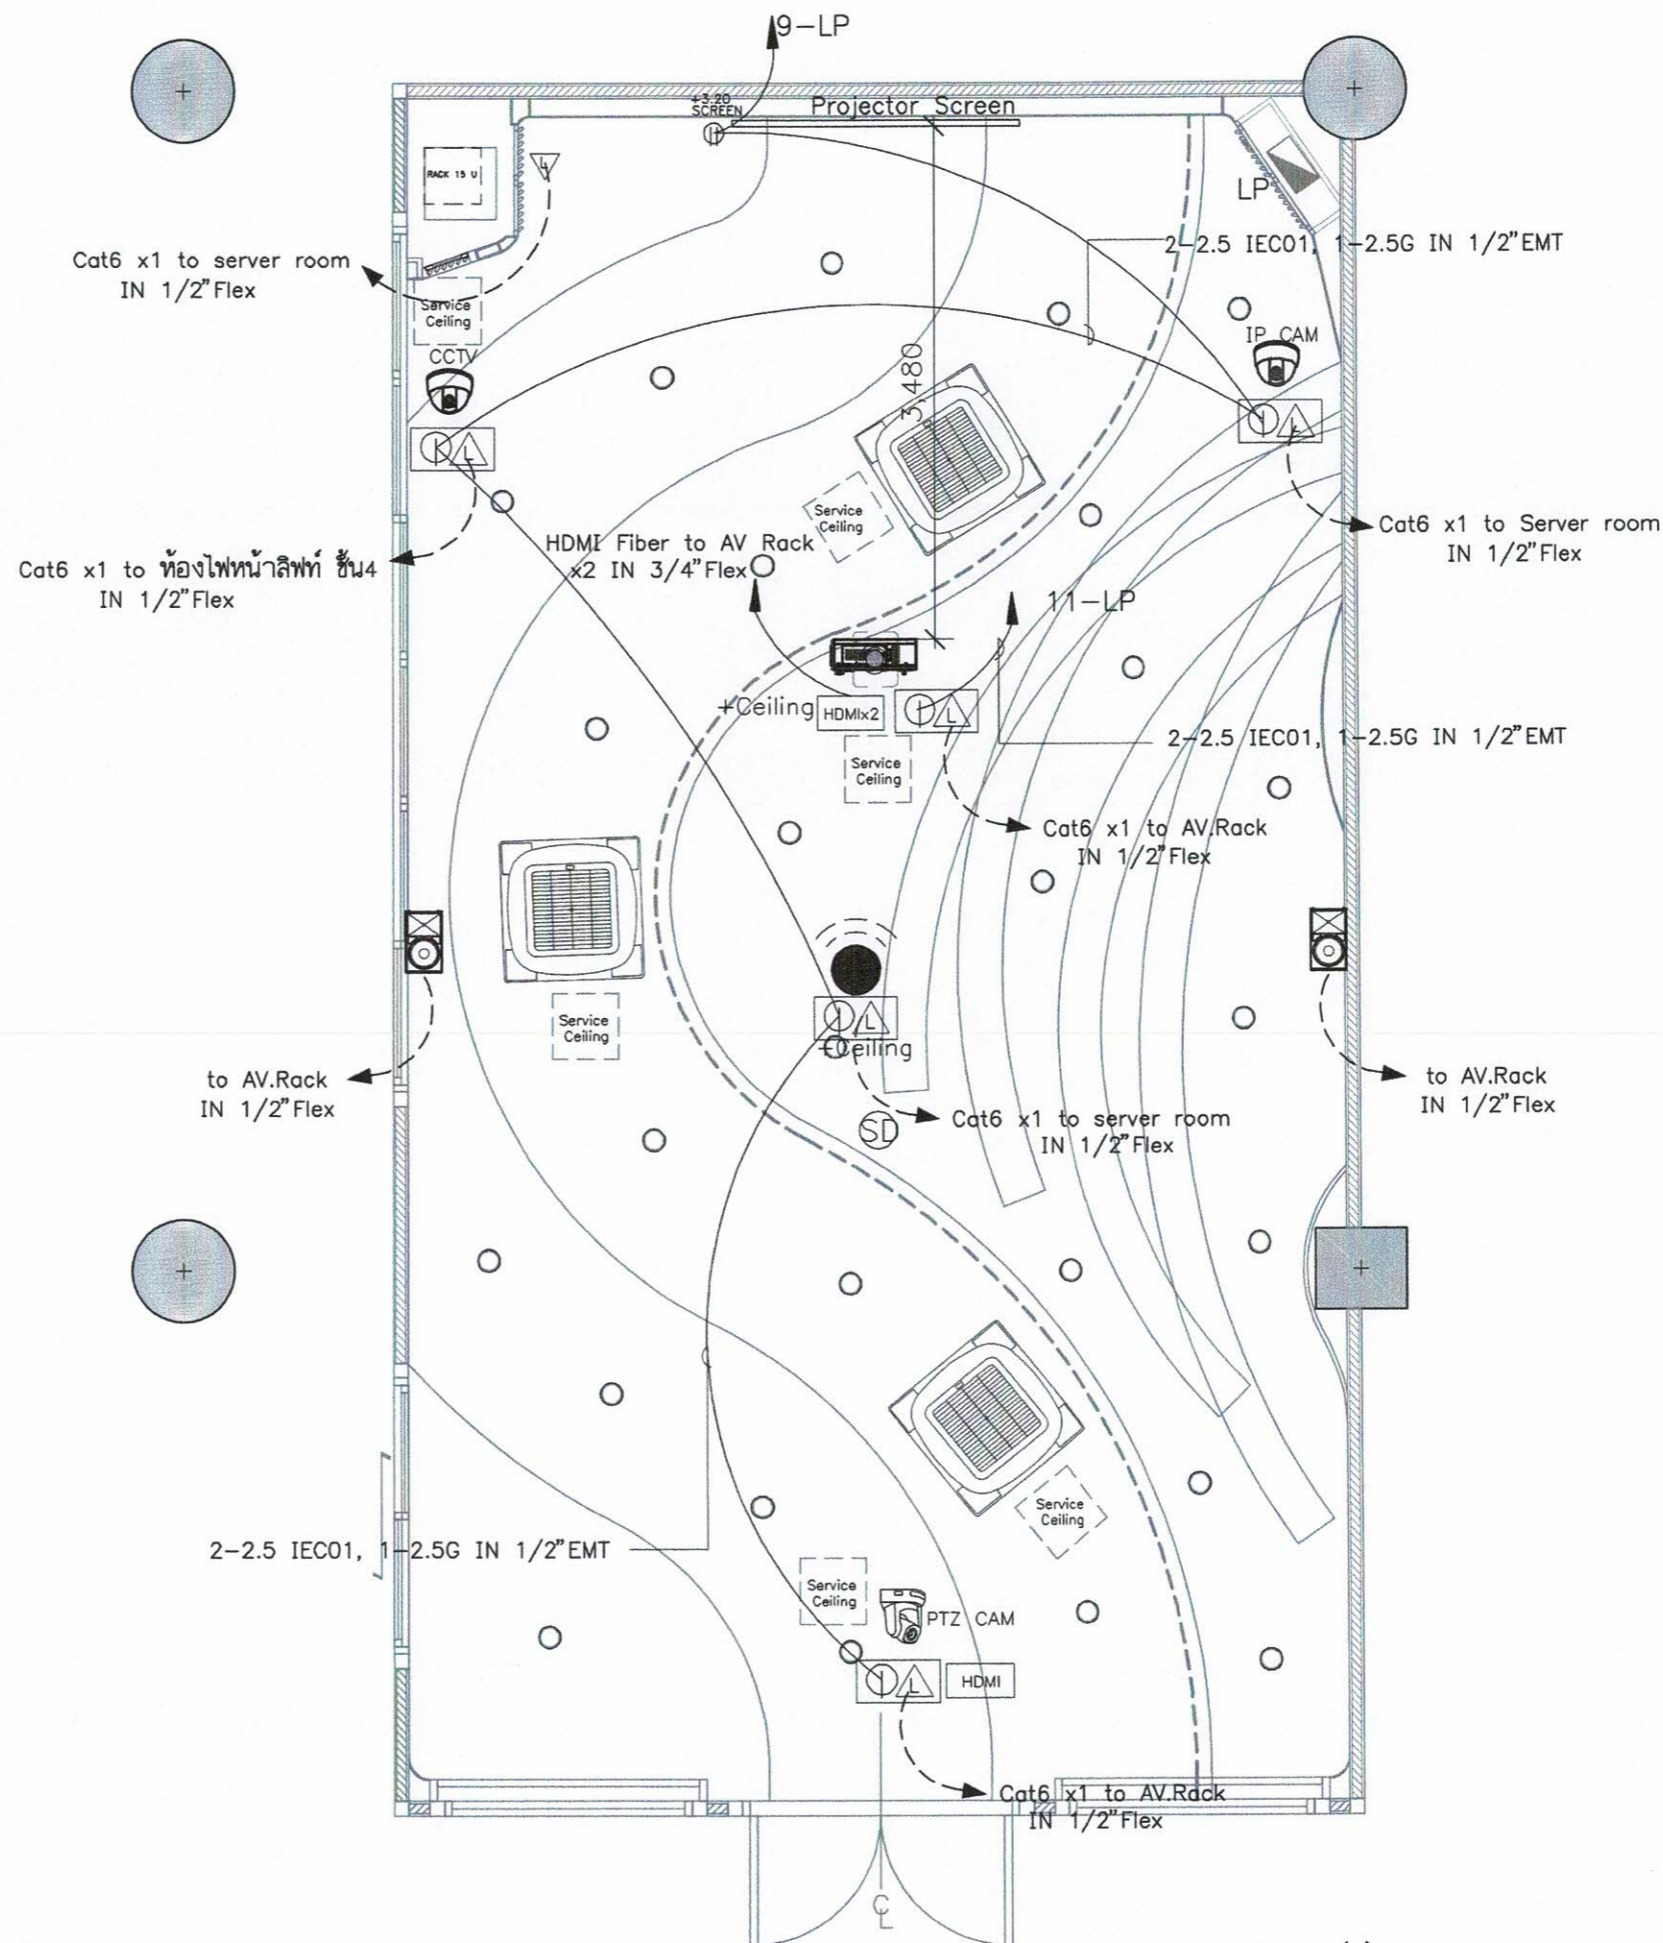 9-LP
+3.20
SCREEN
Projector Screen
RACK 15 U
L
LP
Cat6 x1 to server room
IN 1/2"Flex
2-2.5 IEC01, 1-2.5G IN 1/2"EMT
Service
Ceiling
CCTV
IP CAM
3,480
L
L
Service
Ceiling
Cat6 x1 to Server room
IN 1/2"Flex
HDMI Fiber to AV Rack
x2 IN 3/4"Flex
Cat6 x1 to ห้องไฟหน้าลิฟท์ ชั้น4
IN 1/2"Flex
11-LP
+Ceiling
HDMIx2
L
2-2.5 IEC01, 1-2.5G IN 1/2"EMT
Service
Ceiling
Cat6 x1 to AV.Rack
IN 1/2"Flex
Service
Ceiling
L
+Ceiling
to AV.Rack
IN 1/2"Flex
to AV.Rack
IN 1/2"Flex
Cat6 x1 to server room
IN 1/2"Flex
SD
Service
Ceiling
2-2.5 IEC01, 1-2.5G IN 1/2"EMT
Service
Ceiling
PTZ CAM
L
HDMI
Cat6 x1 to AV.Rack
IN 1/2"Flex
CL